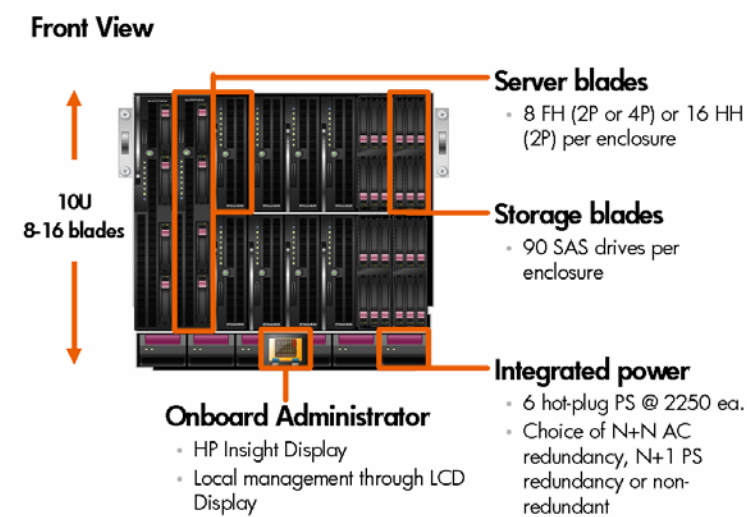 Front View
Server blades
◦ 8 FH (2P or 4P) or 16 HH
(2P) per enclosure
10U
8-16 blades
Storage blades
◦ 90 SAS drives per
enclosure
Integrated power
◦ 6 hot-plug PS @ 2250 ea.
◦ Choice of N+N AC
redundancy, N+1 PS
redundancy or non-
redundant
Onboard Administrator
◦ HP Insight Display
◦ Local management through LCD
Display